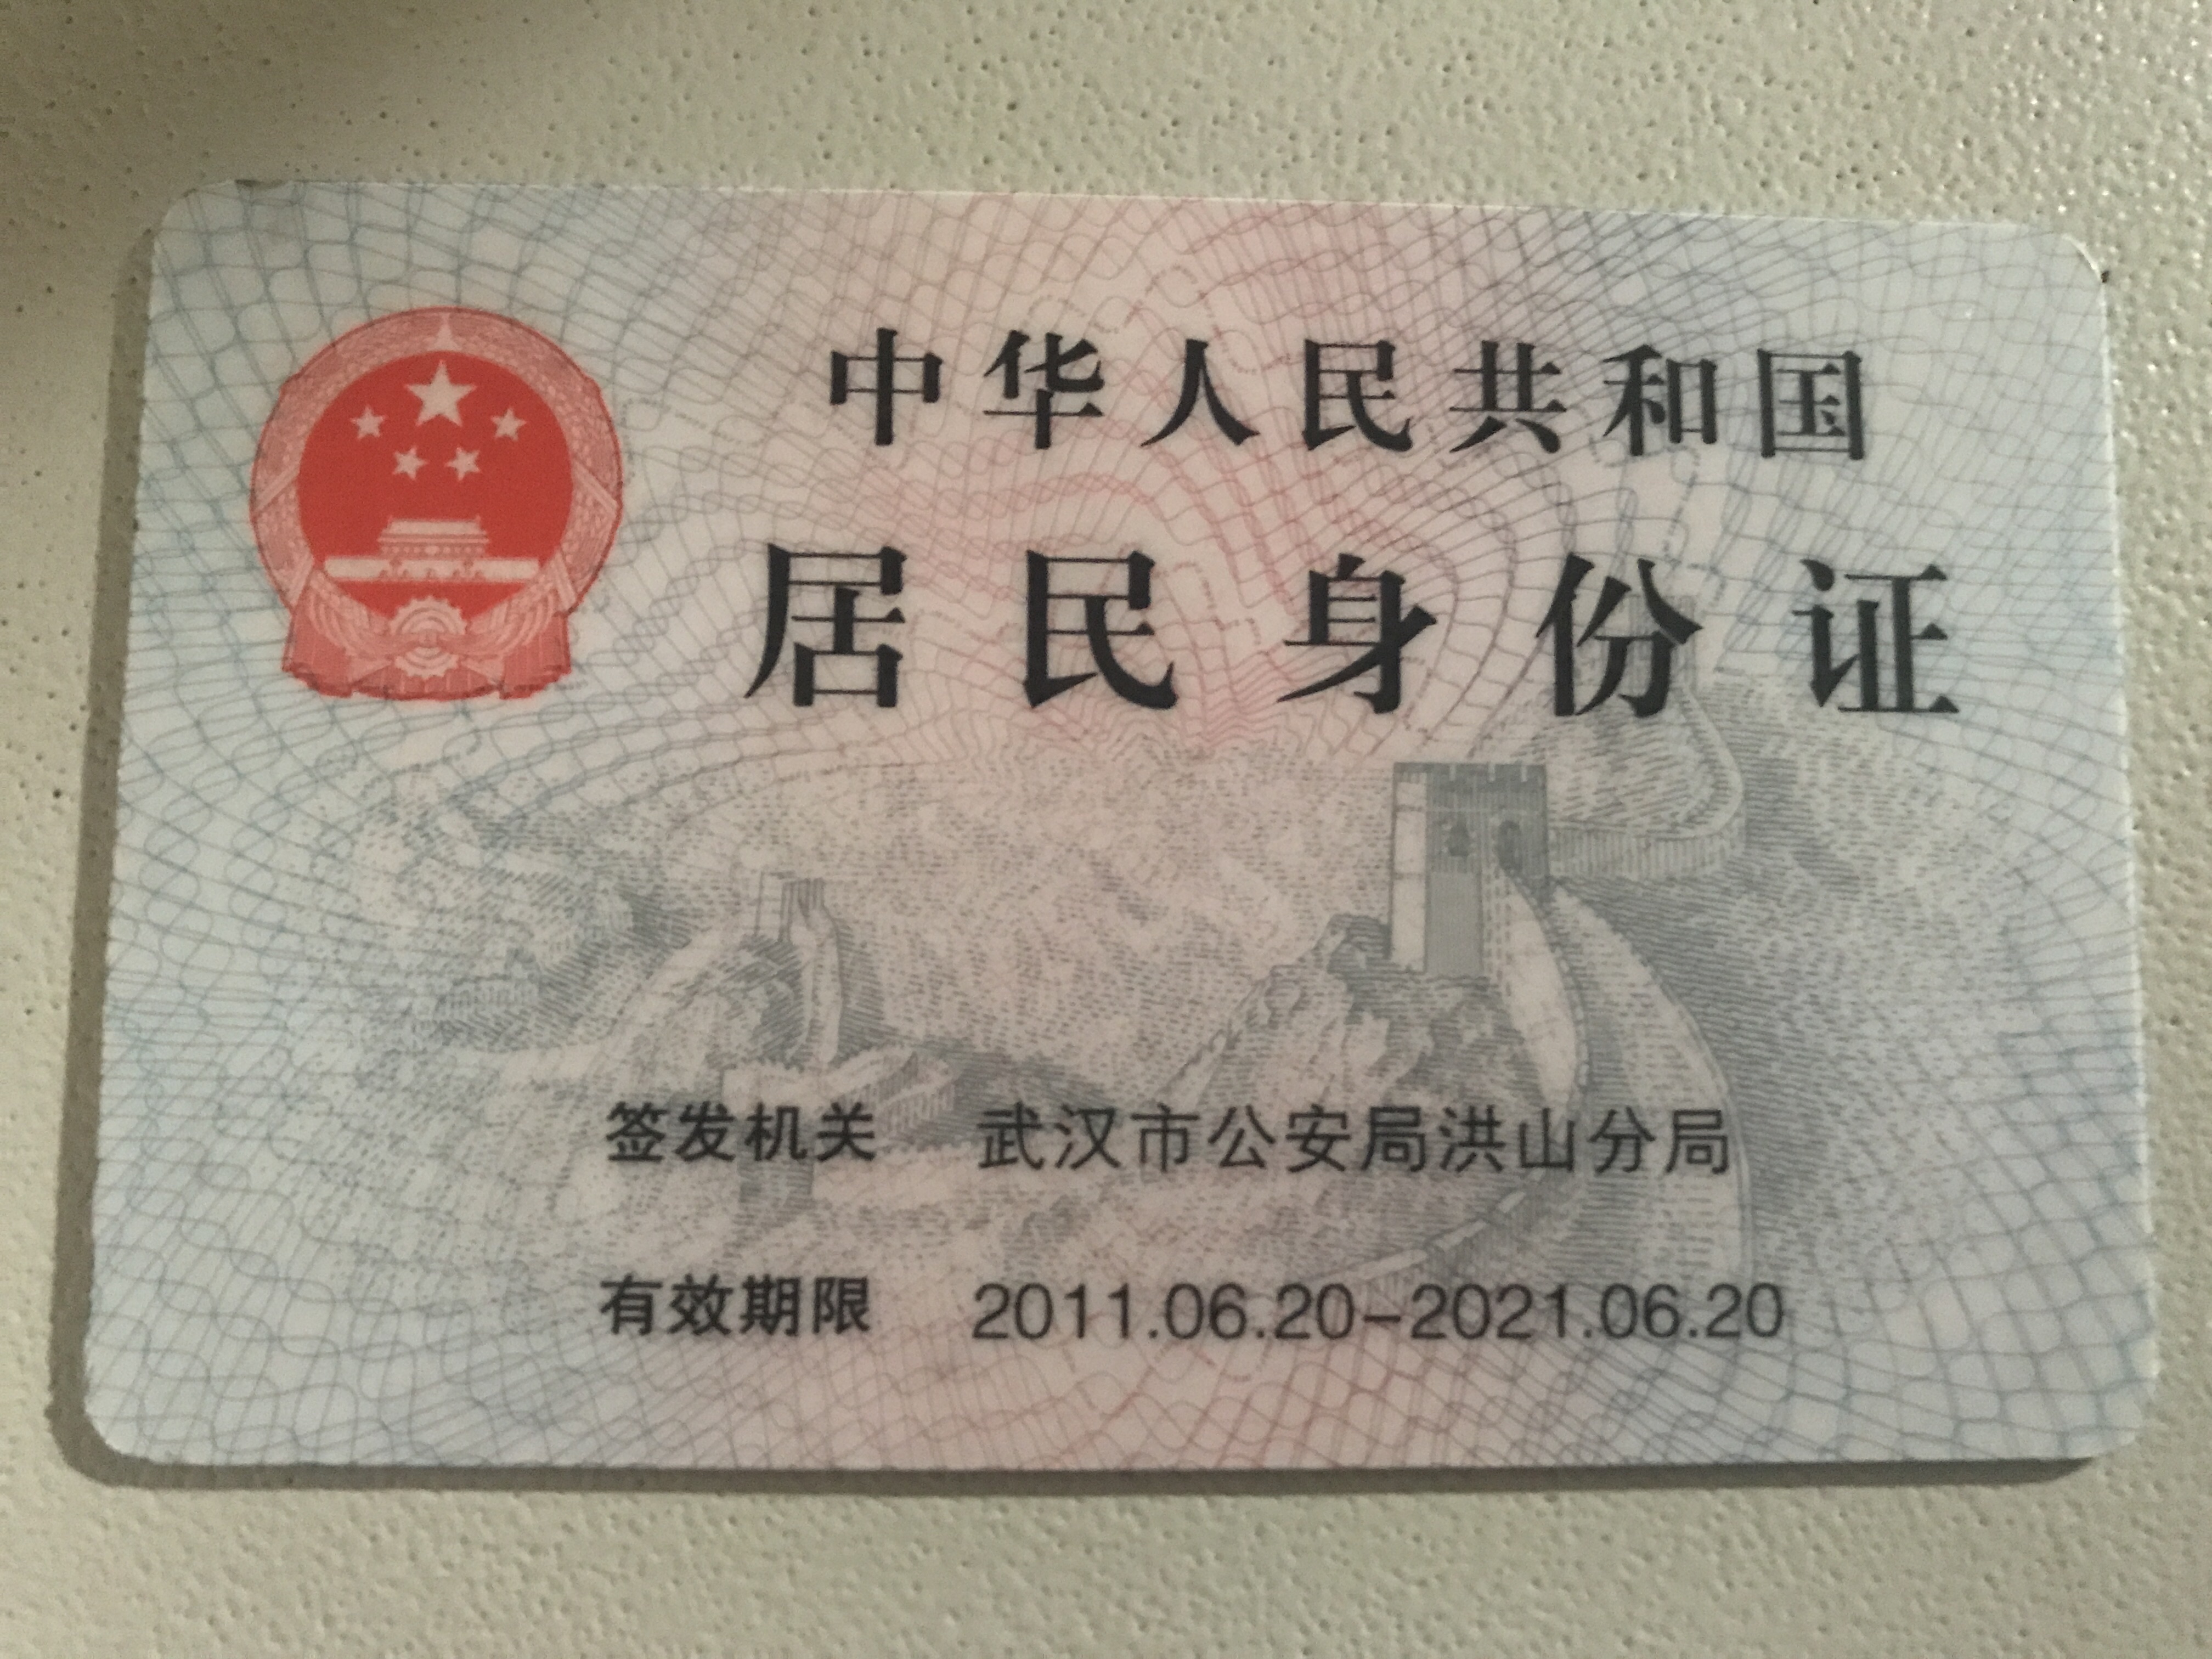 中华人民共和国
居民身份证
签发机关 武汉市公安局洪山分局
有效期限 2011.06.20-2021.06.20